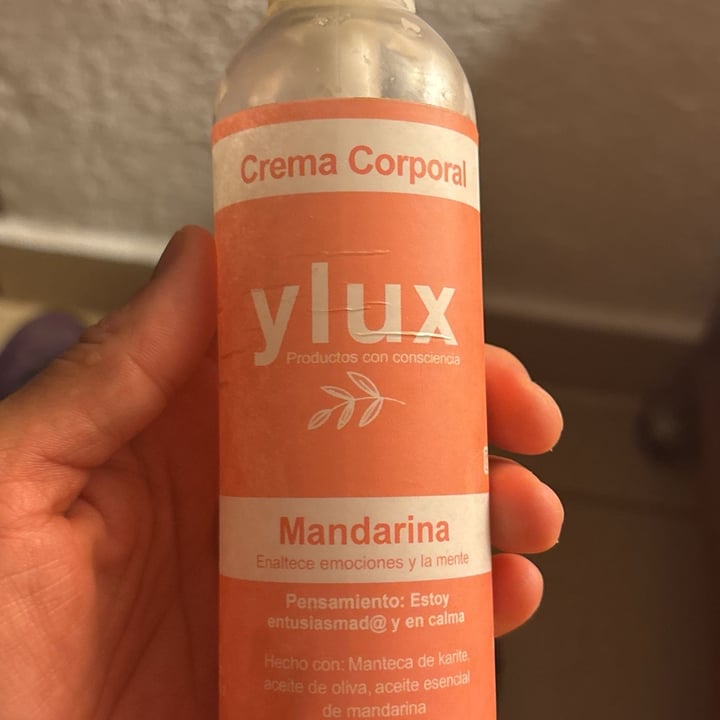 Crema Corporal
ylux
Productos con consciencia
Mandarina
Enaltece emociones y la mente
Pensamiento: Estoy
entusiasmad@ y en calma
Hecho con: Manteca de karite,
aceite de oliva, aceite esencial
de mandarina